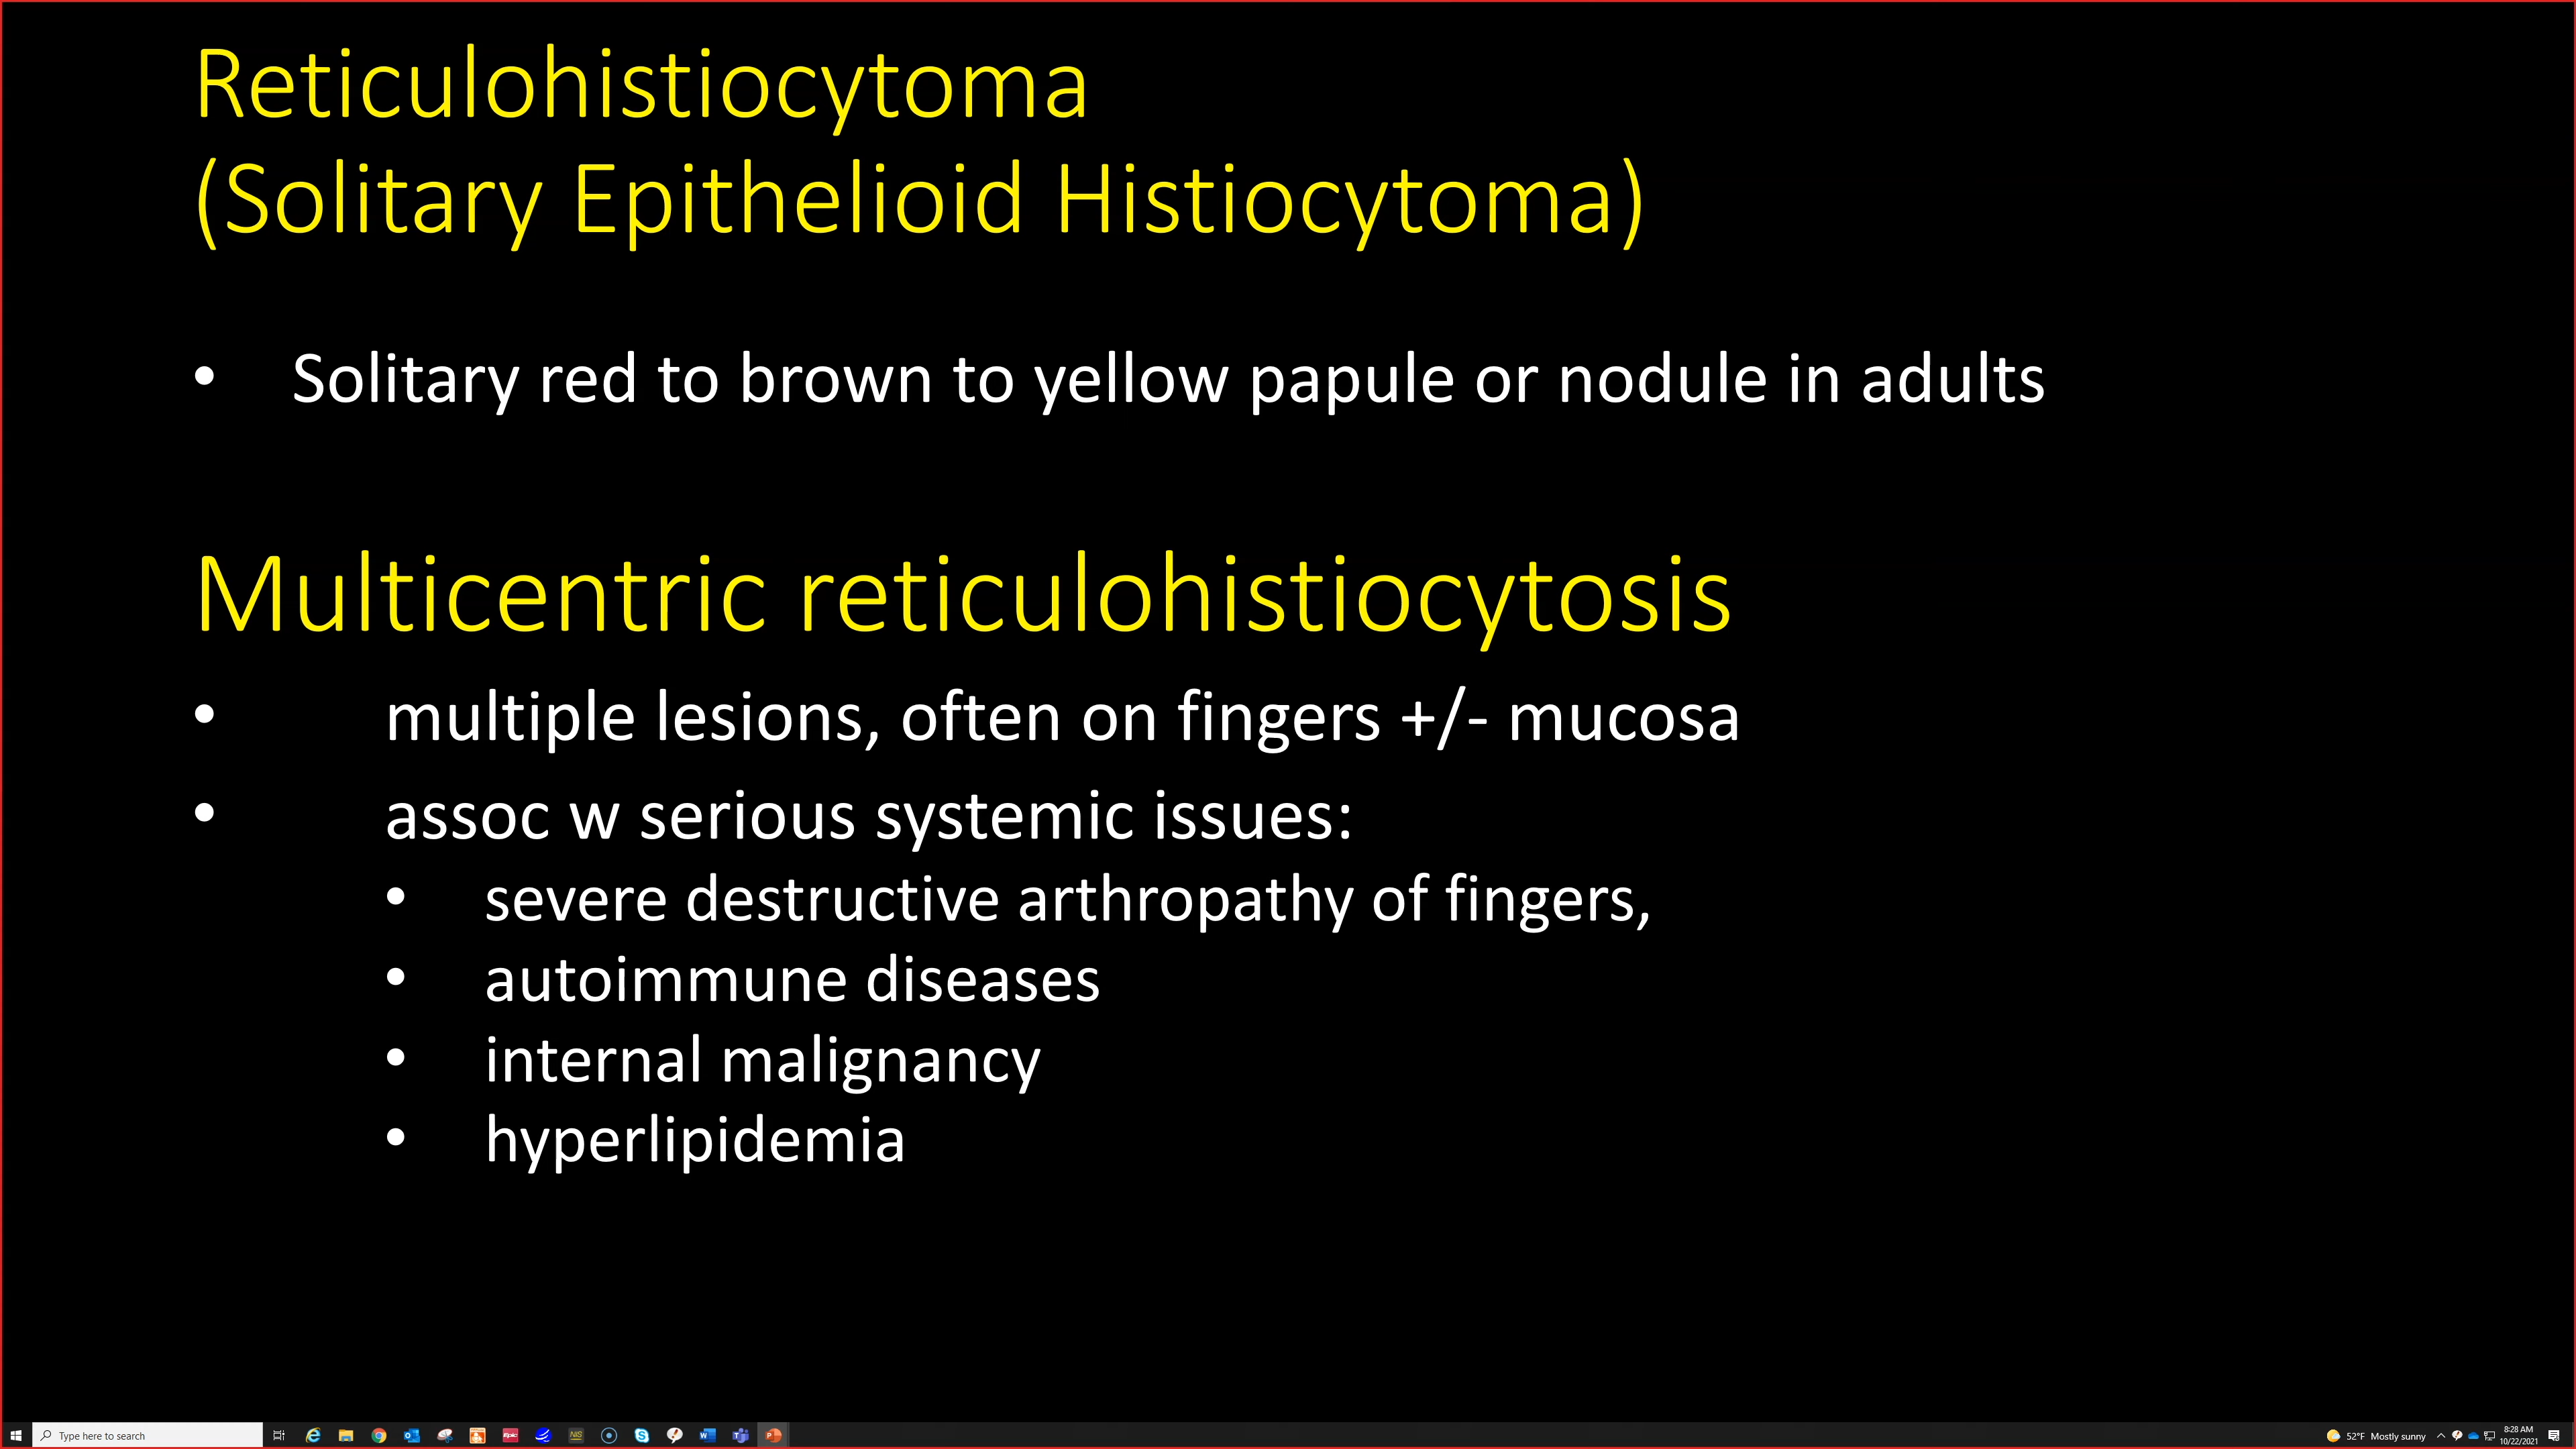 Reticulohistiocytoma
(Solitary Epithelioid Histiocytoma)
• Solitary red to brown to yellow papule or nodule in adults
Multicentric reticulohistiocytosis
• multiple lesions, often on fingers +/- mucosa
• assoc w serious systemic issues:
• severe destructive arthropathy of fingers,
• autoimmune diseases
• internal malignancy
• hyperlipidemia
Type here to search
Epic
NIS
52°F Mostly sunny
8:28 AM
10/22/2021